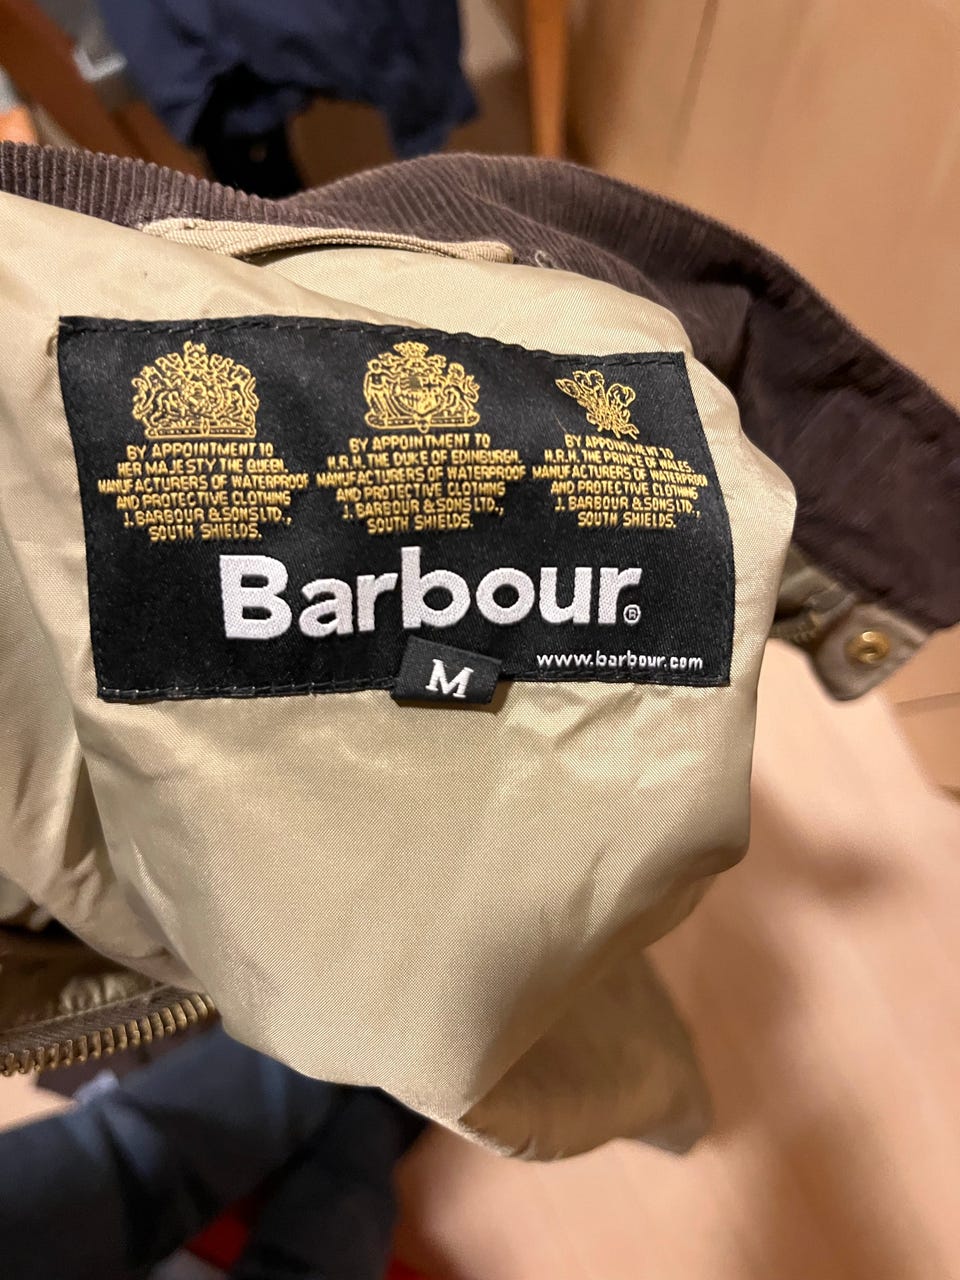 BY APPOINTMENT TO
HER MAJESTY THE QUEEN.
MANUFACTURERS OF WATERPROOF
AND PROTECTIVE CLOTHING
J. BARBOUR & SONS LTD.,
SOUTH SHIELDS.
BY APPOINTMENT TO
H.R.H. THE DUKE OF EDINBURGH.
MANUFACTURERS OF WATERPROOF
AND PROTECTIVE CLOTHING
J. BARBOUR & SONS LTD.,
SOUTH SHIELDS.
BY APPOINTMENT TO
H.R.H. THE PRINCE OF WALES.
MANUFACTURERS OF WATERPROOF
AND PROTECTIVE CLOTHING
J. BARBOUR & SONS LTD.,
SOUTH SHIELDS.
Barbour®
www.barbour.com
M